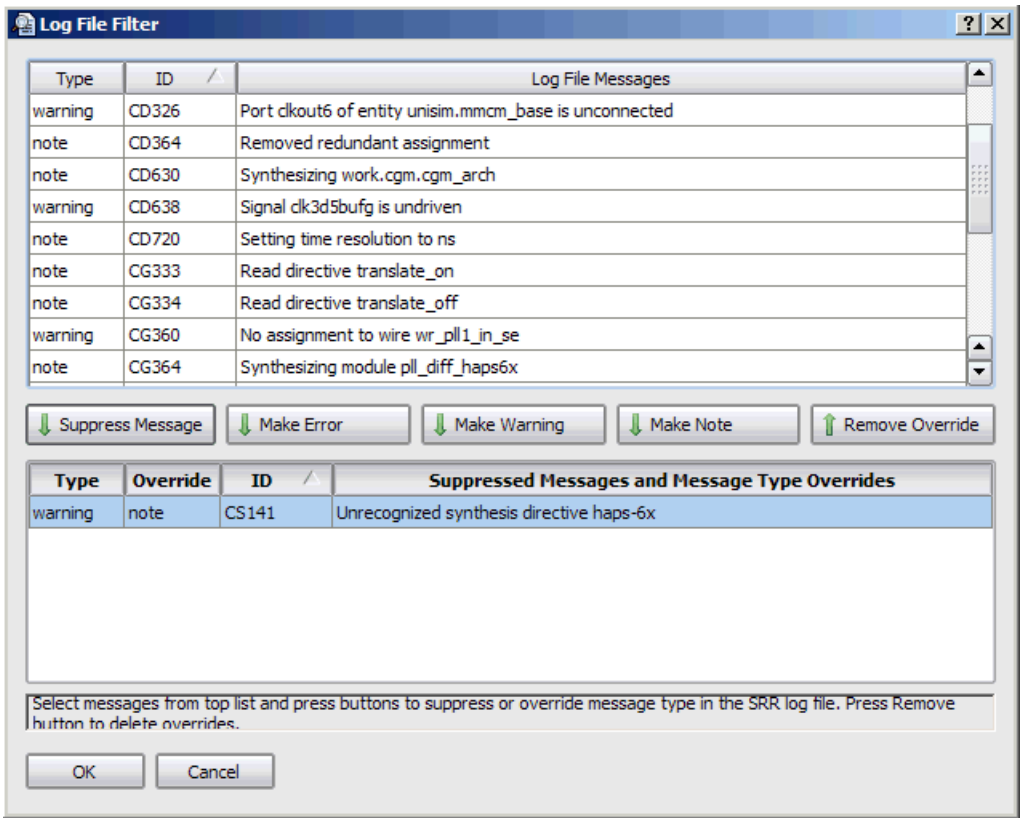 Log File Filter
Type ID Log File Messages
warning CD326 Port clkout6 of entity unisim.mmcm_base is unconnected
note CD364 Removed redundant assignment
note CD630 Synthesizing work.cgm.cgm_arch
warning CD638 Signal clk3d5bufg is undriven
note CD720 Setting time resolution to ns
note CG333 Read directive translate_on
note CG334 Read directive translate_off
warning CG360 No assignment to wire wr_pll1_in_se
note CG364 Synthesizing module pll_diff_haps6x
Suppress Message Make Error Make Warning Make Note Remove Override
Type Override ID Suppressed Messages and Message Type Overrides
warning note CS141 Unrecognized synthesis directive haps-6x
Select messages from top list and press buttons to suppress or override message type in the SRR log file. Press Remove
button to delete overrides.
OK Cancel